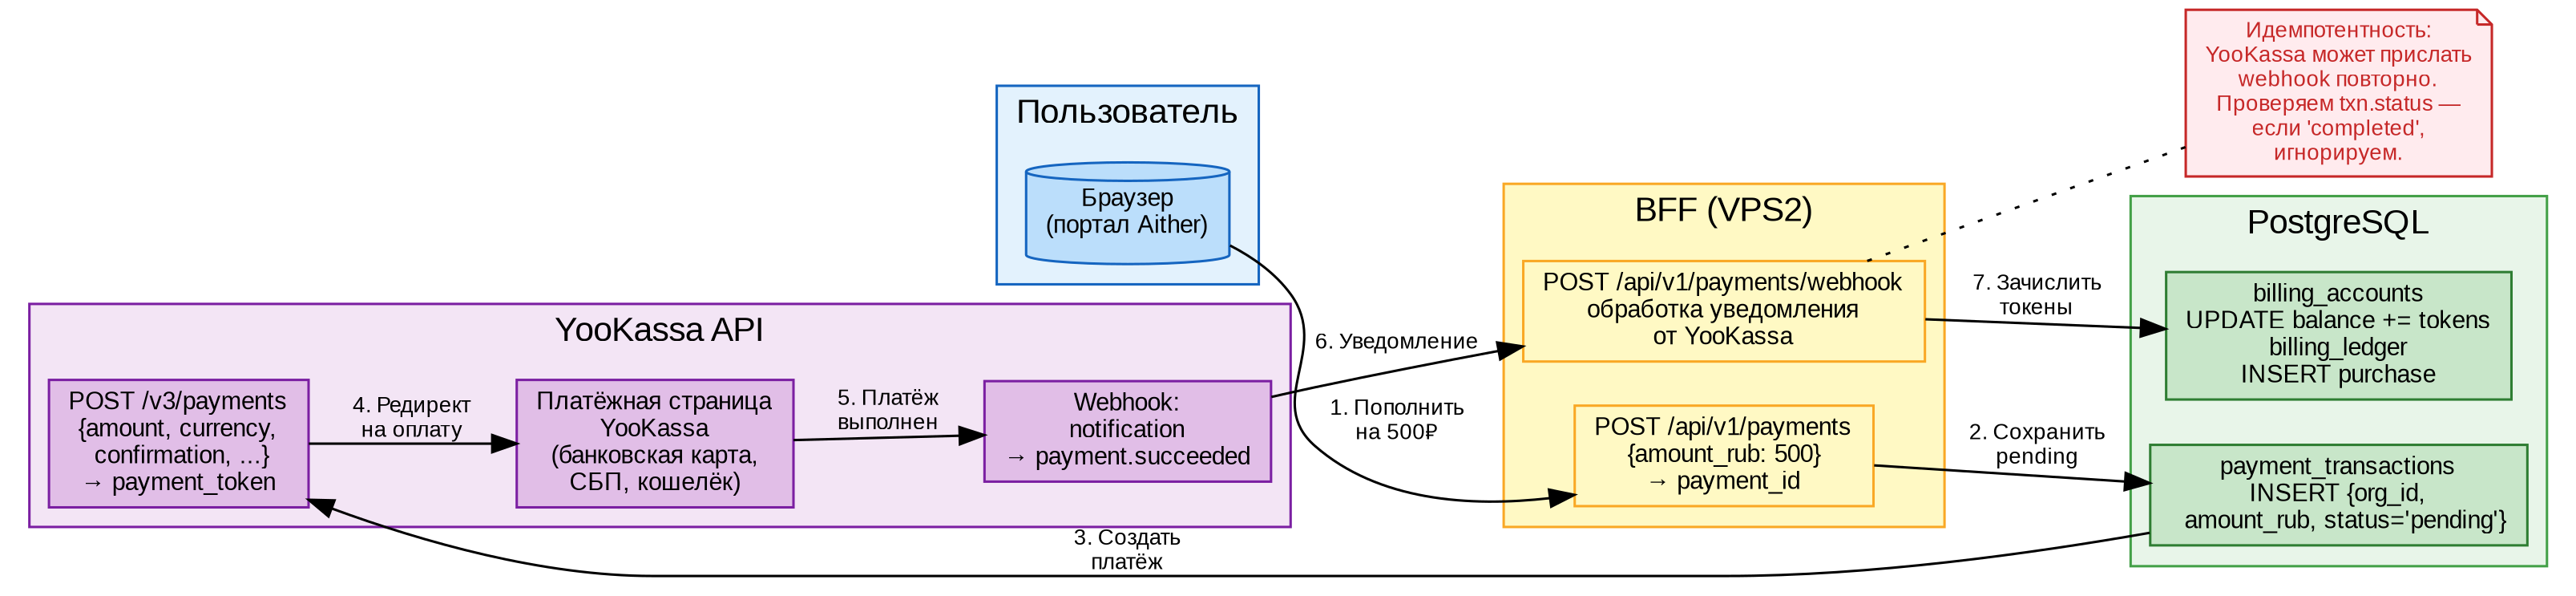 Идемпотентность:
YooKassa может прислать
webhook повторно.
Проверяем txn.status —
если 'completed',
игнорируем.
Пользователь
Браузер
(портал Aither)
BFF (VPS2)
POST /api/v1/payments/webhook
обработка уведомления
от YooKassa
POST /api/v1/payments
{amount_rub: 500}
→ payment_id
PostgreSQL
billing_accounts
UPDATE balance += tokens
billing_ledger
INSERT purchase
payment_transactions
INSERT {org_id,
amount_rub, status='pending'}
YooKassa API
POST /v3/payments
{amount, currency,
confirmation, ...}
→ payment_token
Платёжная страница
YooKassa
(банковская карта,
СБП, кошелёк)
Webhook:
notification
→ payment.succeeded
1. Пополнить
на 500₽
2. Сохранить
pending
3. Создать
платёж
4. Редирект
на оплату
5. Платёж
выполнен
6. Уведомление
7. Зачислить
токены